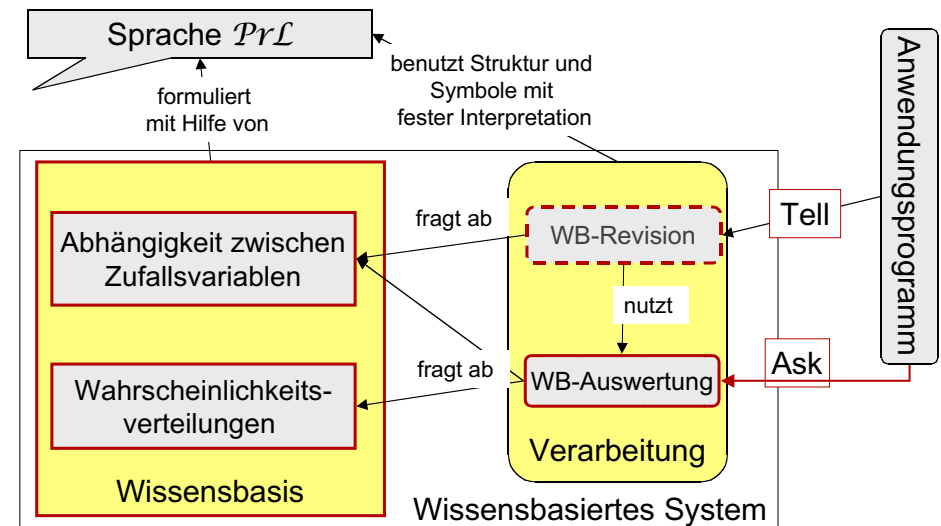 Sprache PrL
formuliert
mit Hilfe von
benutzt Struktur und
Symbole mit
fester Interpretation
Anwendungsprogramm
Abhängigkeit zwischen
Zufallsvariablen
Wahrscheinlichkeits-
verteilungen
Wissensbasis
fragt ab
fragt ab
WB-Revision
nutzt
WB-Auswertung
Verarbeitung
Tell
Ask
Wissensbasiertes System